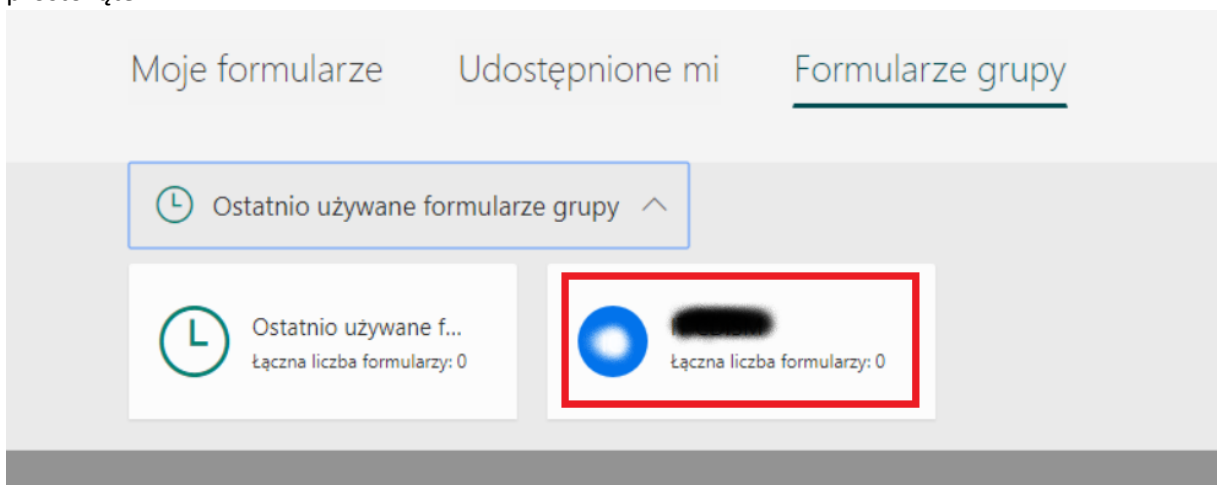 Moje formularze Udostępnione mi Formularze grupy
Ostatnio używane formularze grupy
Ostatnio używane f...
Łączna liczba formularzy: 0
Łączna liczba formularzy: 0